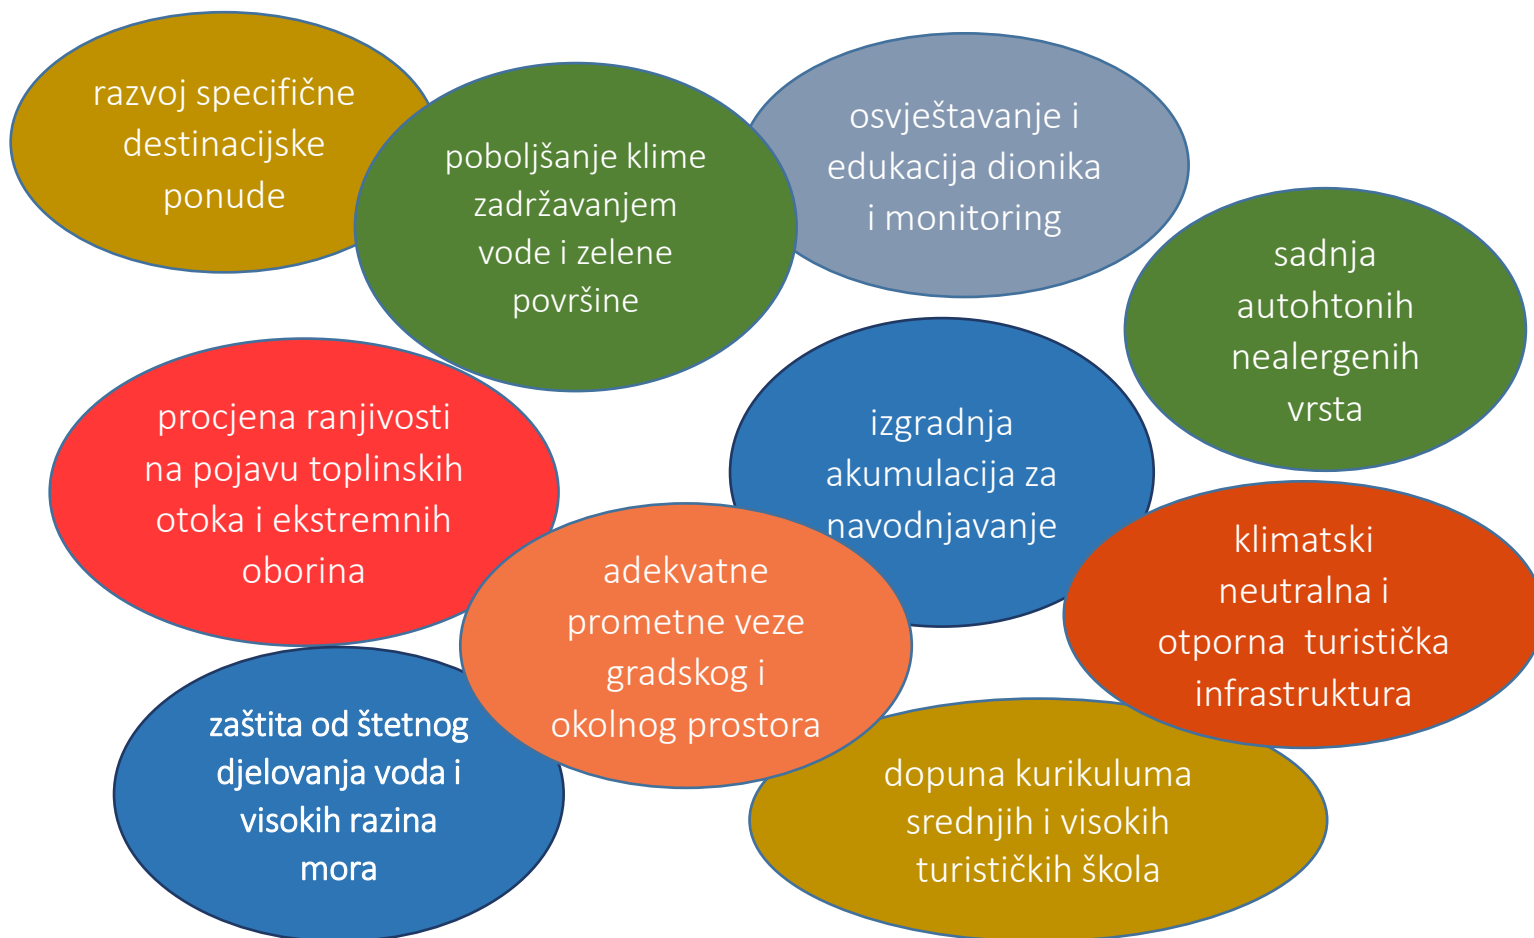 razvoj specifične
destinacijske
ponude
poboljšanje klime
zadržavanjem
vode i zelene
površine
osvještavanje i
edukacija dionika
i monitoring
sadnja
autohtonih
nealergenih
vrsta
procjena ranjivosti
na pojavu toplinskih
otoka i ekstremnih
oborina
izgradnja
akumulacija za
navodnjavanje
adekvatne
prometne veze
gradskog i
okolnog prostora
klimatski
neutralna i
otporna  turistička
infrastruktura
zaštita od štetnog
djelovanja voda i
visokih razina
mora
dopuna kurikuluma
srednjih i visokih
turističkih škola